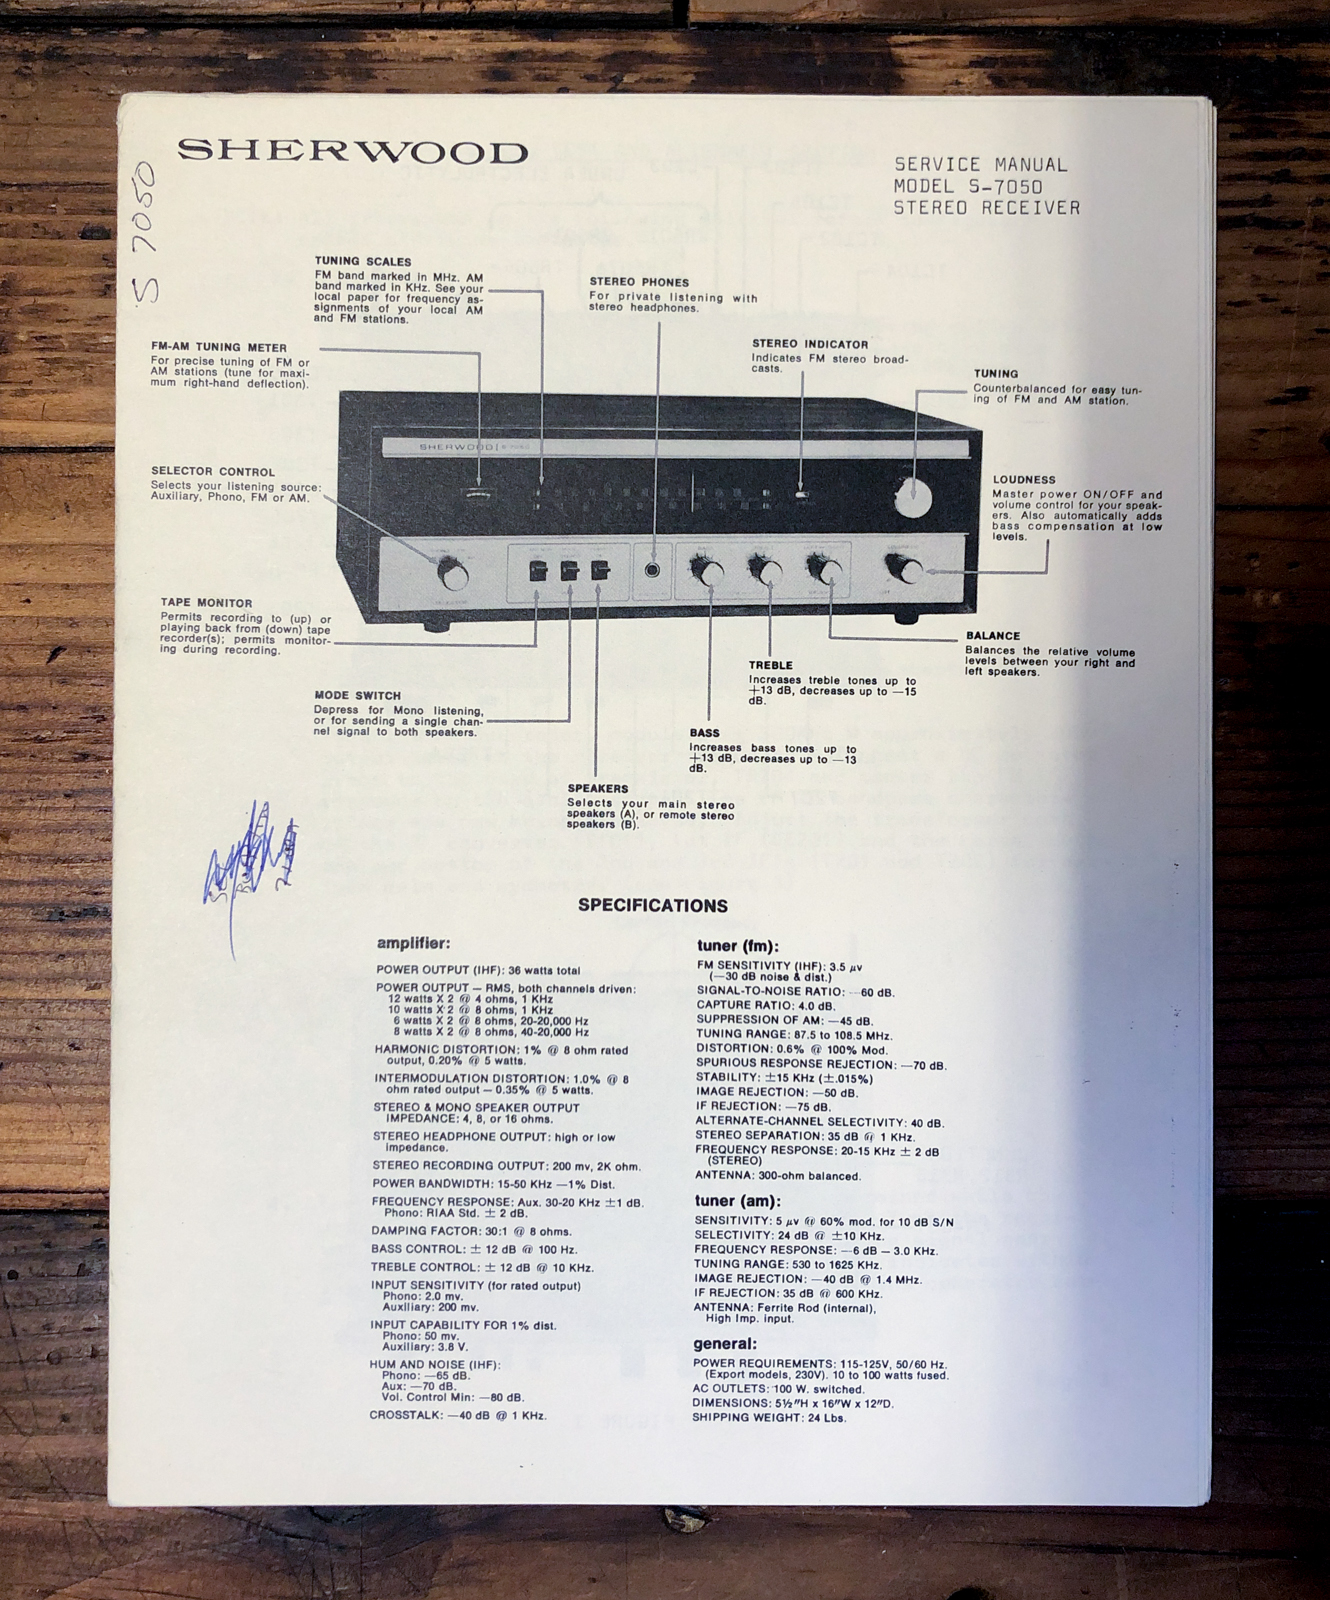 SHERWOOD
SERVICE MANUAL
MODEL S-7050
STEREO RECEIVER
S 7050
TUNING SCALES
FM band marked in MHz. AM
band marked in KHz. See your
local paper for frequency as-
signments of your local AM
and FM stations.
STEREO PHONES
For private listening with
stereo headphones.
FM-AM TUNING METER
For precise tuning of FM or
AM stations (tune for maxi-
mum right-hand deflection).
STEREO INDICATOR
Indicates FM stereo broad-
casts.
TUNING
Counterbalanced for easy tun-
ing of FM and AM station.
SELECTOR CONTROL
Selects your listening source:
Auxiliary, Phono, FM or AM.
LOUDNESS
Master power ON/OFF and
volume control for your speak-
ers. Also automatically adds
bass compensation at low
levels.
SHERWOOD
TAPE MONITOR
Permits recording to (up) or
playing back from (down) tape
recorder(s); permits monitor-
ing during recording.
BALANCE
Balances the relative volume
levels between your right and
left speakers.
TREBLE
Increases treble tones up to
+13 dB, decreases up to —15
dB.
MODE SWITCH
Depress for Mono listening,
or for sending a single chan-
nel signal to both speakers.
BASS
Increases bass tones up to
+13 dB, decreases up to —13
dB.
SPEAKERS
Selects your main stereo
speakers (A), or remote stereo
speakers (B).
SPECIFICATIONS
amplifier:
POWER OUTPUT (IHF): 36 watts total
POWER OUTPUT — RMS, both channels driven:
12 watts X 2 @ 4 ohms, 1 KHz
10 watts X 2 @ 8 ohms, 1 KHz
6 watts X 2 @ 8 ohms, 20-20,000 Hz
8 watts X 2 @ 8 ohms, 40-20,000 Hz
HARMONIC DISTORTION: 1% @ 8 ohm rated
output, 0.20% @ 5 watts.
INTERMODULATION DISTORTION: 1.0% @ 8
ohm rated output — 0.35% @ 5 watts.
STEREO & MONO SPEAKER OUTPUT
IMPEDANCE: 4, 8, or 16 ohms.
STEREO HEADPHONE OUTPUT: high or low
impedance.
STEREO RECORDING OUTPUT: 200 mv, 2K ohm.
POWER BANDWIDTH: 15-50 KHz —1% Dist.
FREQUENCY RESPONSE: Aux. 30-20 KHz ±1 dB.
Phono: RIAA Std. ± 2 dB.
DAMPING FACTOR: 30:1 @ 8 ohms.
BASS CONTROL: ± 12 dB @ 100 Hz.
TREBLE CONTROL: ± 12 dB @ 10 KHz.
INPUT SENSITIVITY (for rated output)
Phono: 2.0 mv.
Auxiliary: 200 mv.
INPUT CAPABILITY FOR 1% dist.
Phono: 50 mv.
Auxiliary: 3.8 V.
HUM AND NOISE (IHF):
Phono: —65 dB.
Aux: —70 dB.
Vol. Control Min: —80 dB.
CROSSTALK: —40 dB @ 1 KHz.
tuner (fm):
FM SENSITIVITY (IHF): 3.5 μv
(—30 dB noise & dist.)
SIGNAL-TO-NOISE RATIO: —60 dB.
CAPTURE RATIO: 4.0 dB.
SUPPRESSION OF AM: —45 dB.
TUNING RANGE: 87.5 to 108.5 MHz.
DISTORTION: 0.6% @ 100% Mod.
SPURIOUS RESPONSE REJECTION: —70 dB.
STABILITY: ±15 KHz (±.015%)
IMAGE REJECTION: —50 dB.
IF REJECTION: —75 dB.
ALTERNATE-CHANNEL SELECTIVITY: 40 dB.
STEREO SEPARATION: 35 dB @ 1 KHz.
FREQUENCY RESPONSE: 20-15 KHz ± 2 dB
(STEREO)
ANTENNA: 300-ohm balanced.
tuner (am):
SENSITIVITY: 5 μv @ 60% mod. for 10 dB S/N
SELECTIVITY: 24 dB @ ±10 KHz.
FREQUENCY RESPONSE: —6 dB — 3.0 KHz.
TUNING RANGE: 530 to 1625 KHz.
IMAGE REJECTION: —40 dB @ 1.4 MHz.
IF REJECTION: 35 dB @ 600 KHz.
ANTENNA: Ferrite Rod (internal),
High Imp. input.
general:
POWER REQUIREMENTS: 115-125V, 50/60 Hz.
(Export models, 230V). 10 to 100 watts fused.
AC OUTLETS: 100 W. switched.
DIMENSIONS: 5½"H x 16"W x 12"D.
SHIPPING WEIGHT: 24 Lbs.